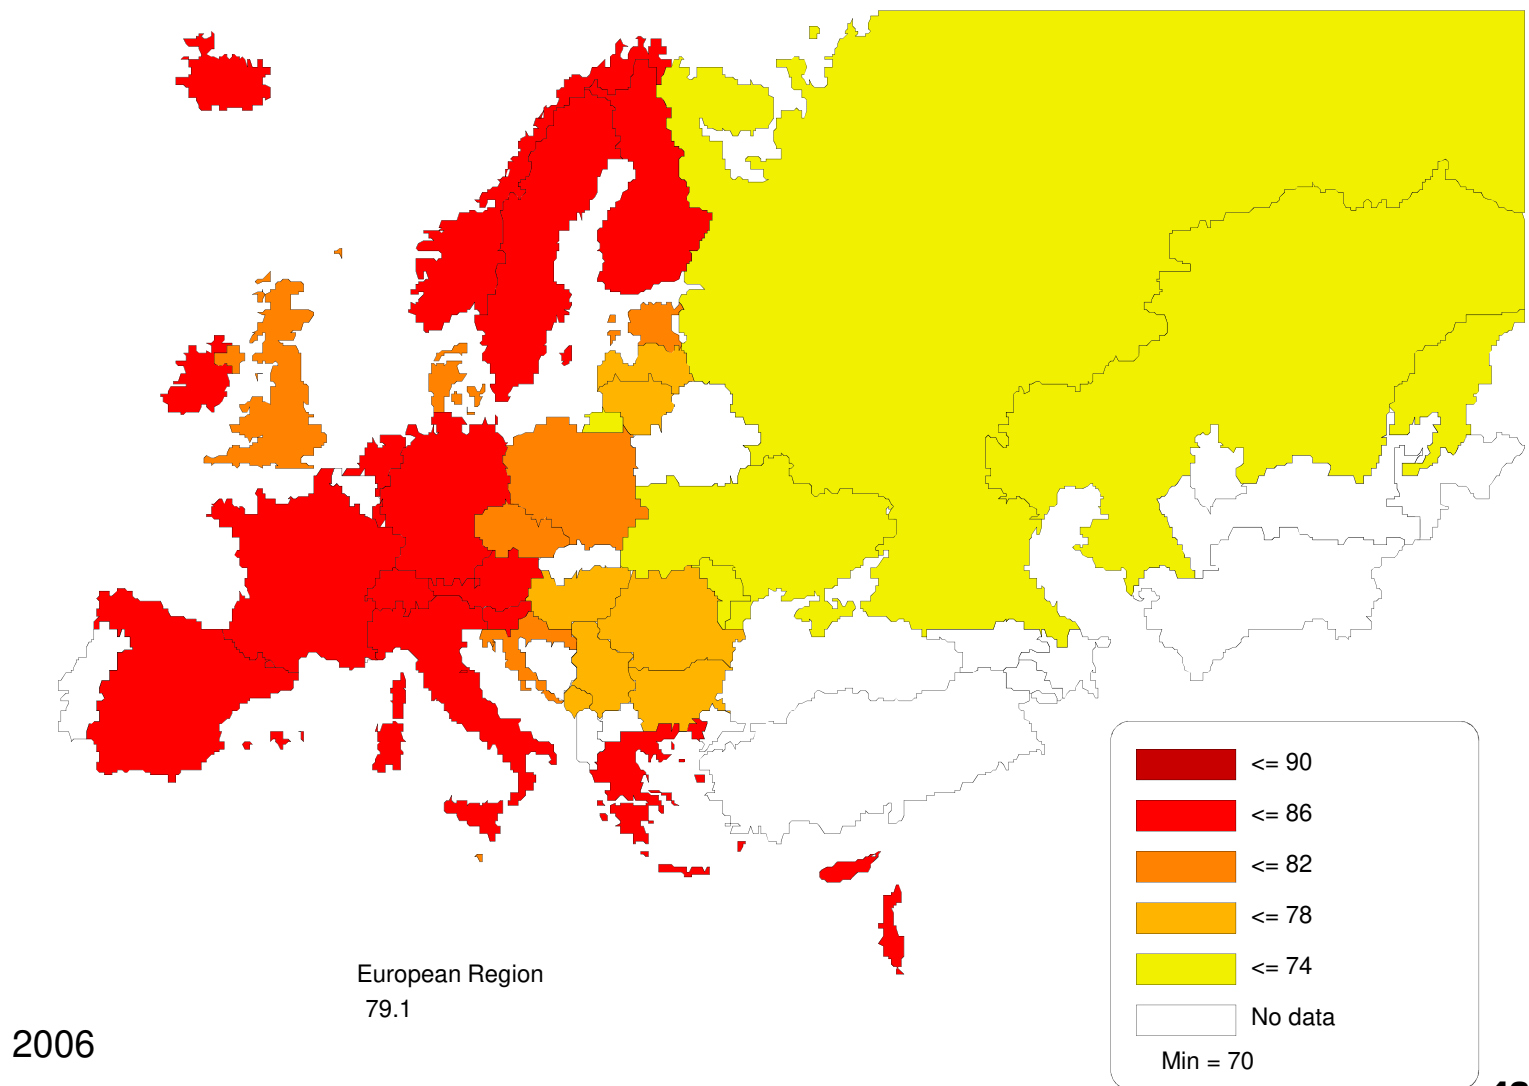 <= 90
<= 86
<= 82
<= 78
<= 74
No data
Min = 70
European Region
79.1
2006